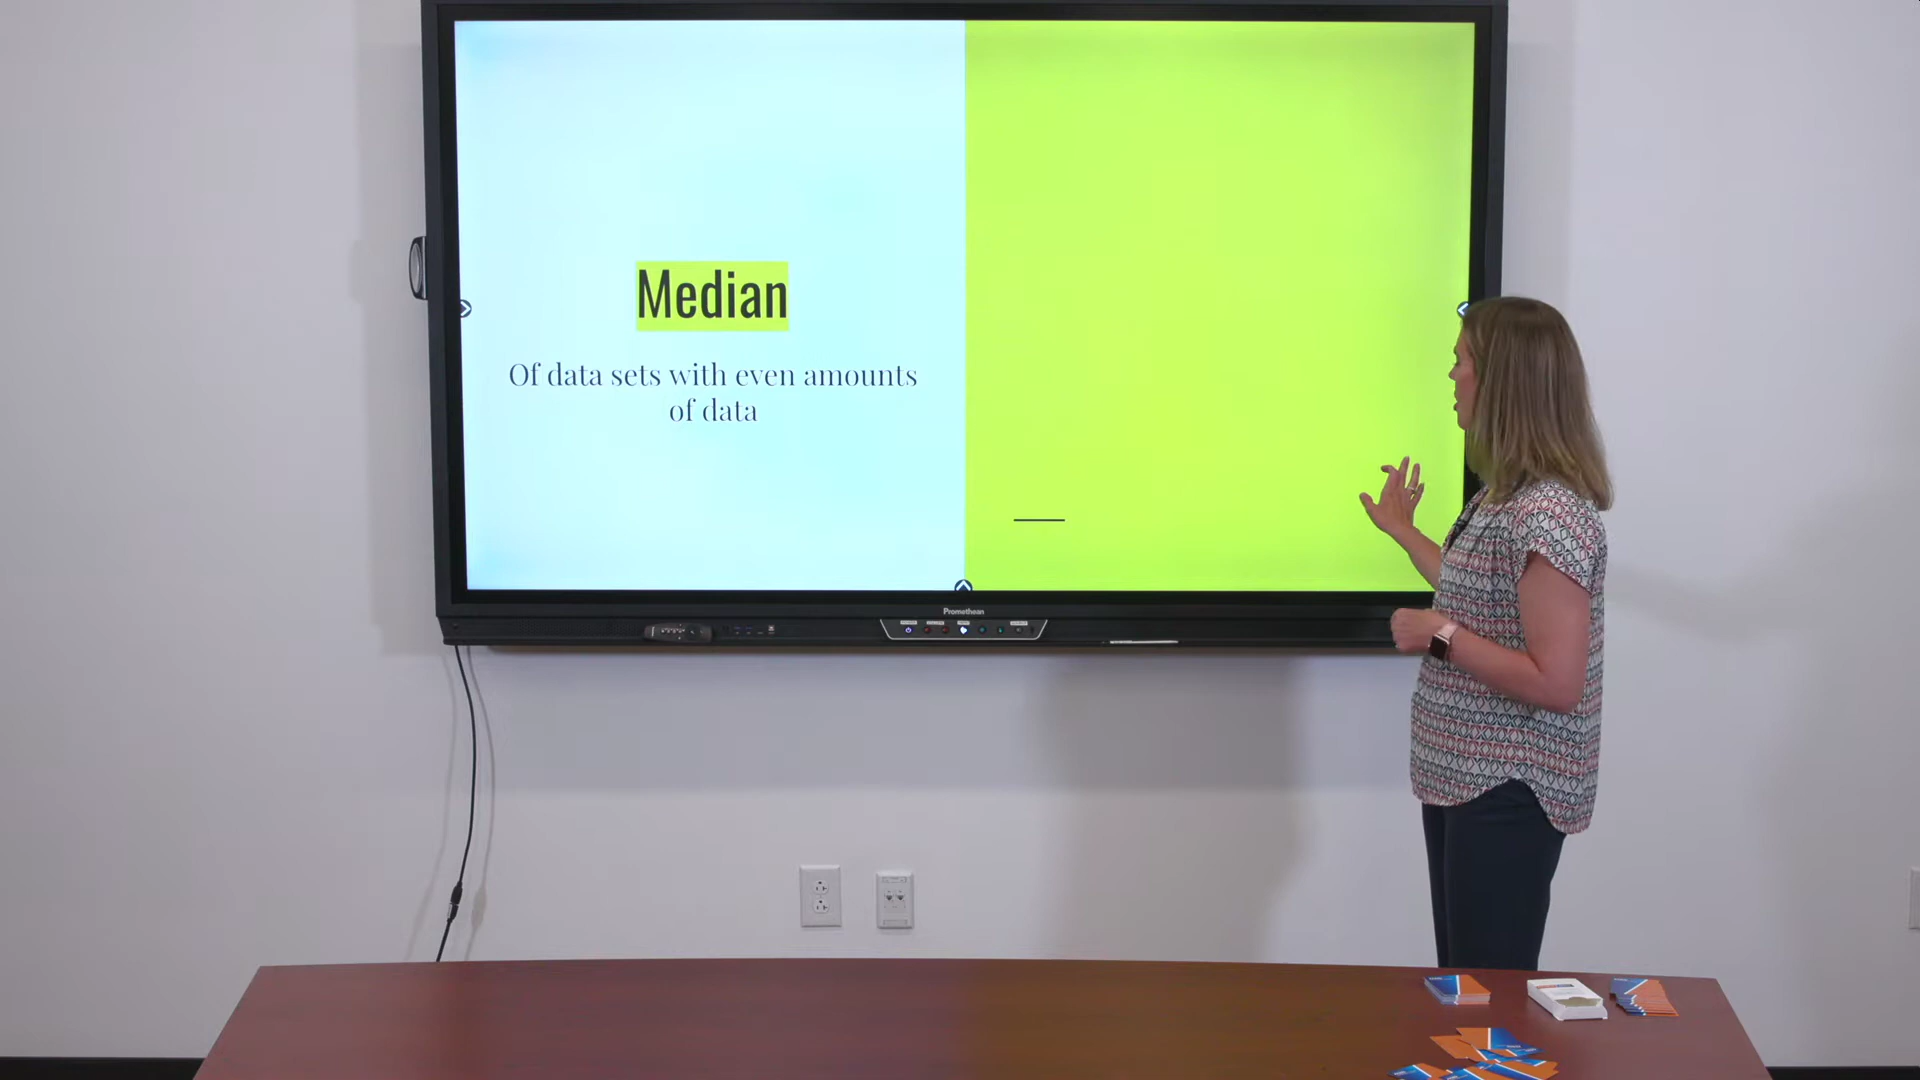 Median
Of data sets with even amounts
of data
Promethean